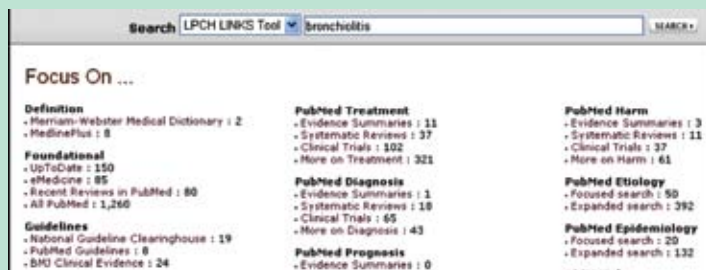 Search LPCH LINKS Tool bronchiolitis SEARCH
Focus On ...
Definition
Merriam-Webster Medical Dictionary : 2
MedlinePlus : 8
Foundational
UpToDate : 150
eMedicine : 85
Recent Reviews in PubMed : 80
All PubMed : 1,260
Guidelines
National Guideline Clearinghouse : 19
PubMed Guidelines : 8
BMJ Clinical Evidence : 24
PubMed Treatment
Evidence Summaries : 11
Systematic Reviews : 37
Clinical Trials : 102
More on Treatment : 321
PubMed Diagnosis
Evidence Summaries : 1
Systematic Reviews : 18
Clinical Trials : 65
More on Diagnosis : 43
PubMed Prognosis
Evidence Summaries : 0
PubMed Harm
Evidence Summaries : 3
Systematic Reviews : 11
Clinical Trials : 37
More on Harm : 61
PubMed Etiology
Focused search : 50
Expanded search : 392
PubMed Epidemiology
Focused search : 20
Expanded search : 132